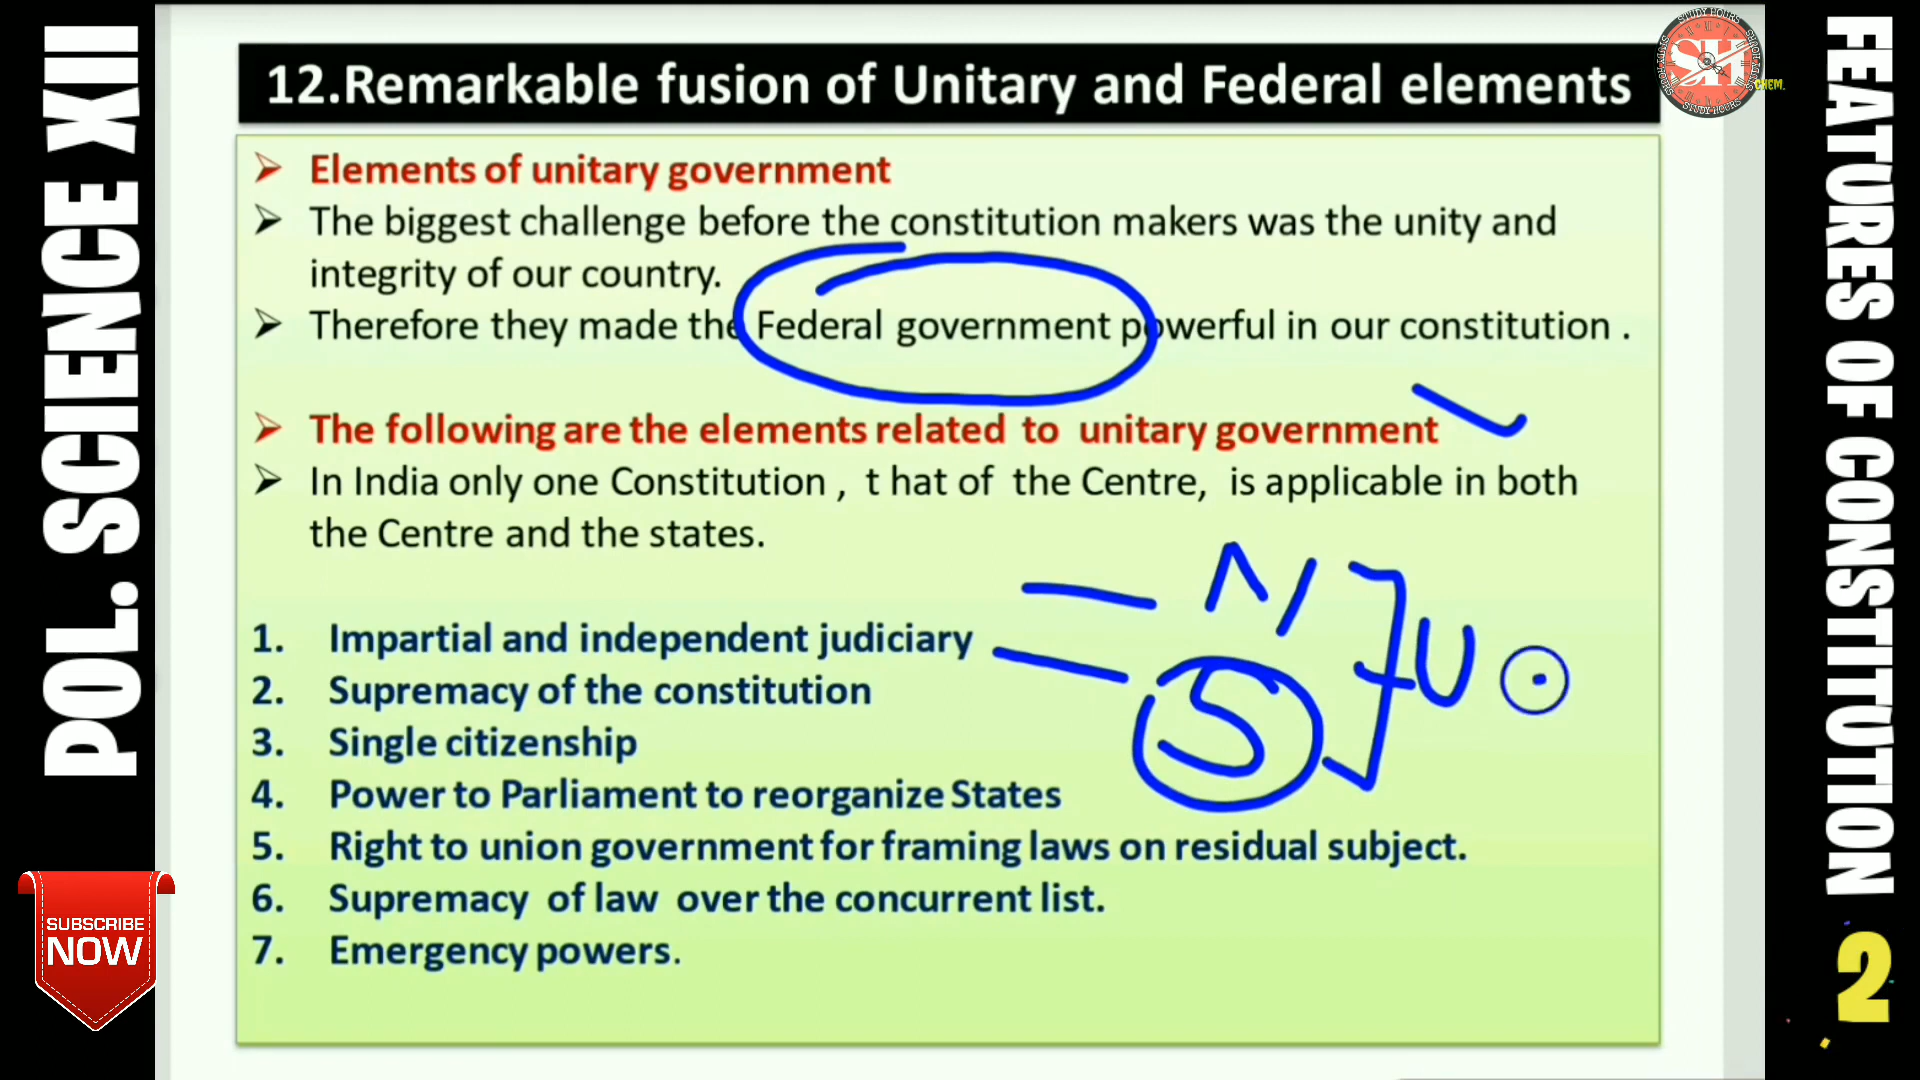 POL. SCIENCE XII
12.Remarkable fusion of Unitary and Federal elements
STUDY HOURS
SH
CHEM.
Elements of unitary government
The biggest challenge before the constitution makers was the unity and
integrity of our country.
Therefore they made the Federal government powerful in our constitution .
The following are the elements related to unitary government
In India only one Constitution , t hat of the Centre, is applicable in both
the Centre and the states.
1. Impartial and independent judiciary
2. Supremacy of the constitution
3. Single citizenship
4. Power to Parliament to reorganize States
5. Right to union government for framing laws on residual subject.
6. Supremacy of law over the concurrent list.
7. Emergency powers.
S
U
SUBSCRIBE
NOW
FEATURES OF CONSTITUTION
2